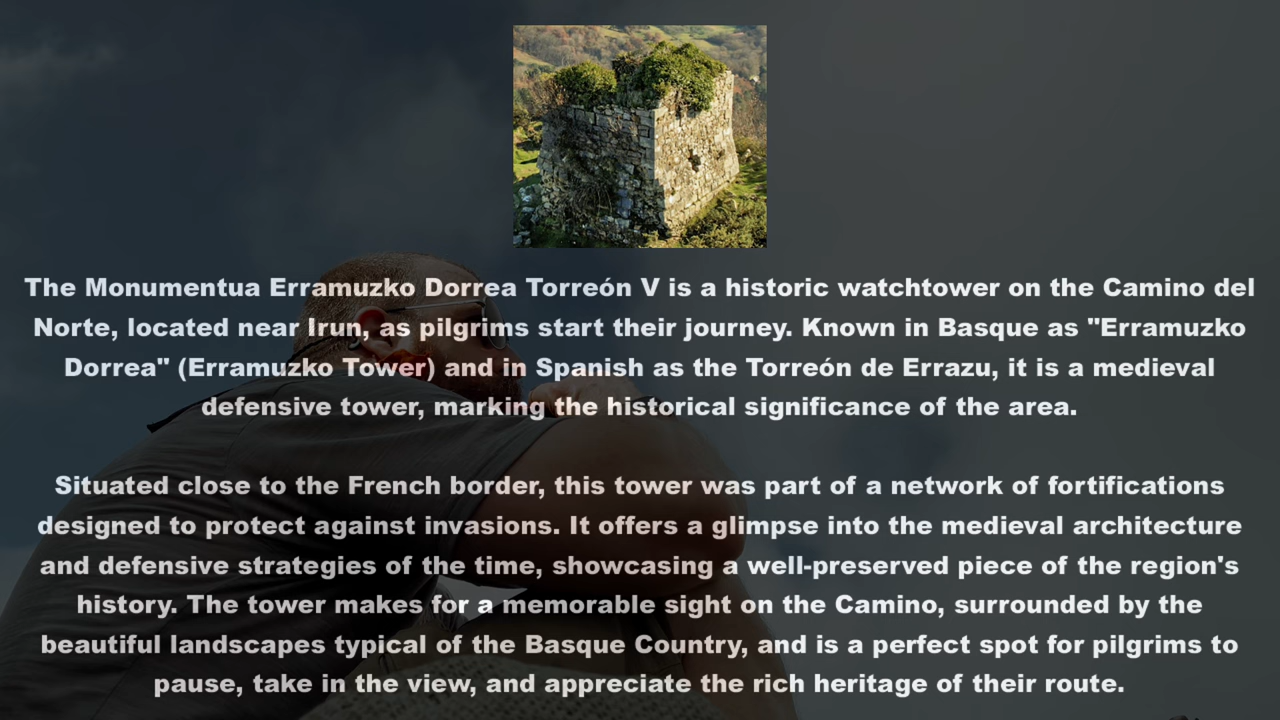 The Monumentua Erramuzko Dorrea Torreón V is a historic watchtower on the Camino del
Norte, located near Irun, as pilgrims start their journey. Known in Basque as "Erramuzko
Dorrea" (Erramuzko Tower) and in Spanish as the Torreón de Errazu, it is a medieval
defensive tower, marking the historical significance of the area.
Situated close to the French border, this tower was part of a network of fortifications
designed to protect against invasions. It offers a glimpse into the medieval architecture
and defensive strategies of the time, showcasing a well-preserved piece of the region's
history. The tower makes for a memorable sight on the Camino, surrounded by the
beautiful landscapes typical of the Basque Country, and is a perfect spot for pilgrims to
pause, take in the view, and appreciate the rich heritage of their route.